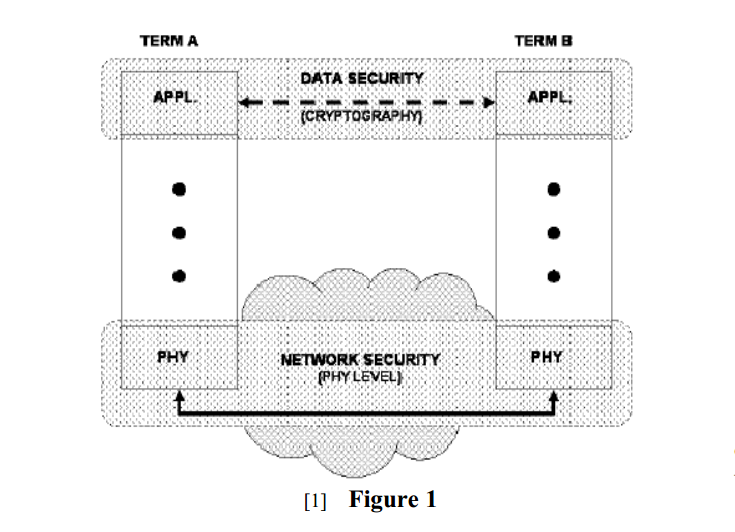 TERM A
TERM B
DATA SECURITY
APPL.
APPL.
(CRYPTOGRAPHY)
PHY
NETWORK SECURITY
PHY
(PHY LEVEL)
[1] Figure 1